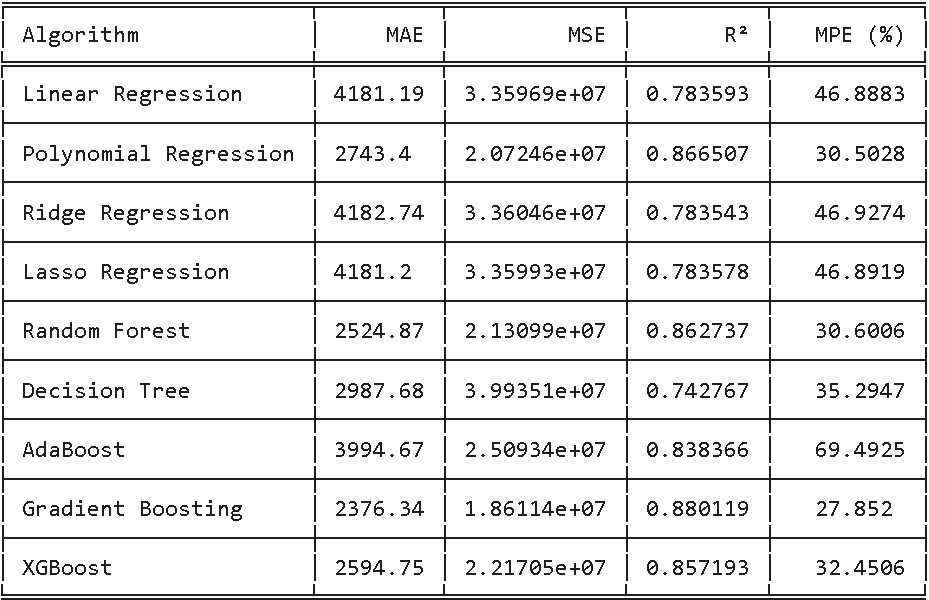 Algorithm MAE MSE R² MPE (%)
Linear Regression 4181.19 3.35969e+07 0.783593 46.8883
Polynomial Regression 2743.4 2.07246e+07 0.866507 30.5028
Ridge Regression 4182.74 3.36046e+07 0.783543 46.9274
Lasso Regression 4181.2 3.35993e+07 0.783578 46.8919
Random Forest 2524.87 2.13099e+07 0.862737 30.6006
Decision Tree 2987.68 3.99351e+07 0.742767 35.2947
AdaBoost 3994.67 2.50934e+07 0.838366 69.4925
Gradient Boosting 2376.34 1.86114e+07 0.880119 27.852
XGBoost 2594.75 2.21705e+07 0.857193 32.4506